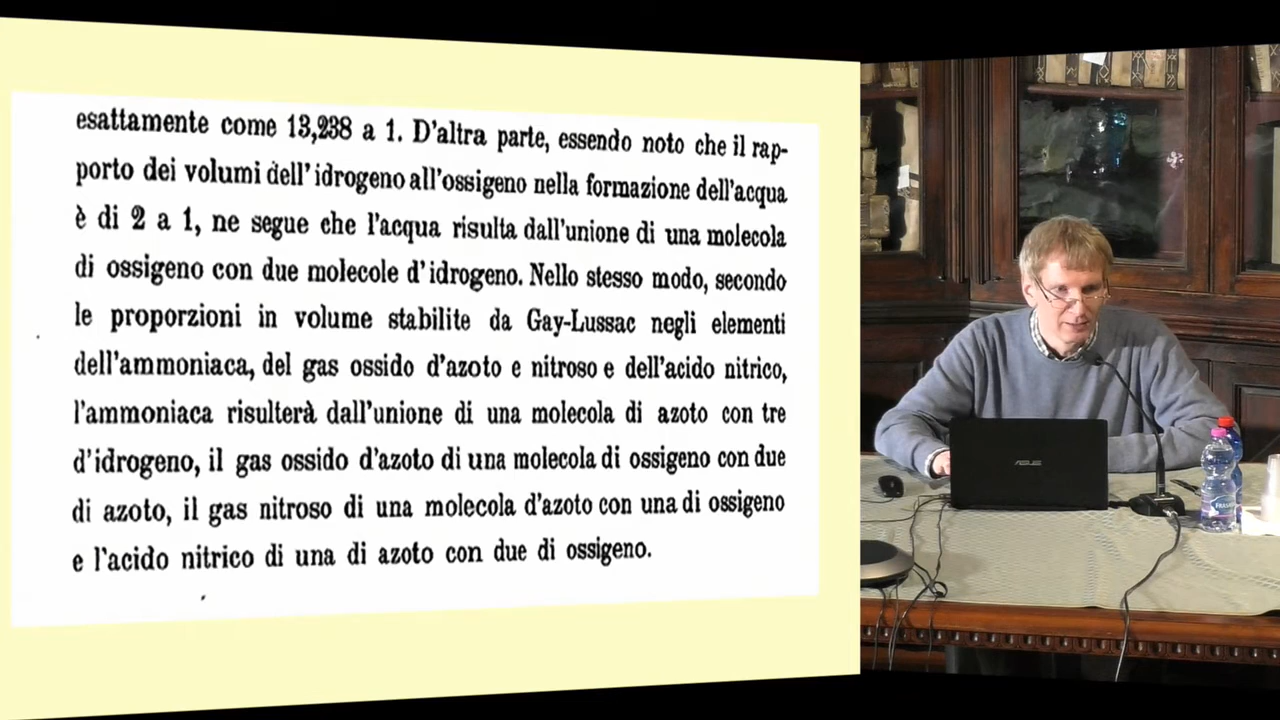 esattamente come 13,238 a 1. D'altra parte, essendo noto che il rap-
porto dei volumi dell'idrogeno all'ossigeno nella formazione dell'acqua
è di 2 a 1, ne segue che l'acqua risulta dall'unione di una molecola
di ossigeno con due molecole d'idrogeno. Nello stesso modo, secondo
le proporzioni in volume stabilite da Gay-Lussac negli elementi
dell'ammoniaca, del gas ossido d'azoto e nitroso e dell'acido nitrico,
l'ammoniaca risulterà dall'unione di una molecola di azoto con tre
d'idrogeno, il gas ossido d'azoto di una molecola di ossigeno con due
di azoto, il gas nitroso di una molecola d'azoto con una di ossigeno
e l'acido nitrico di una di azoto con due di ossigeno.
ASUS